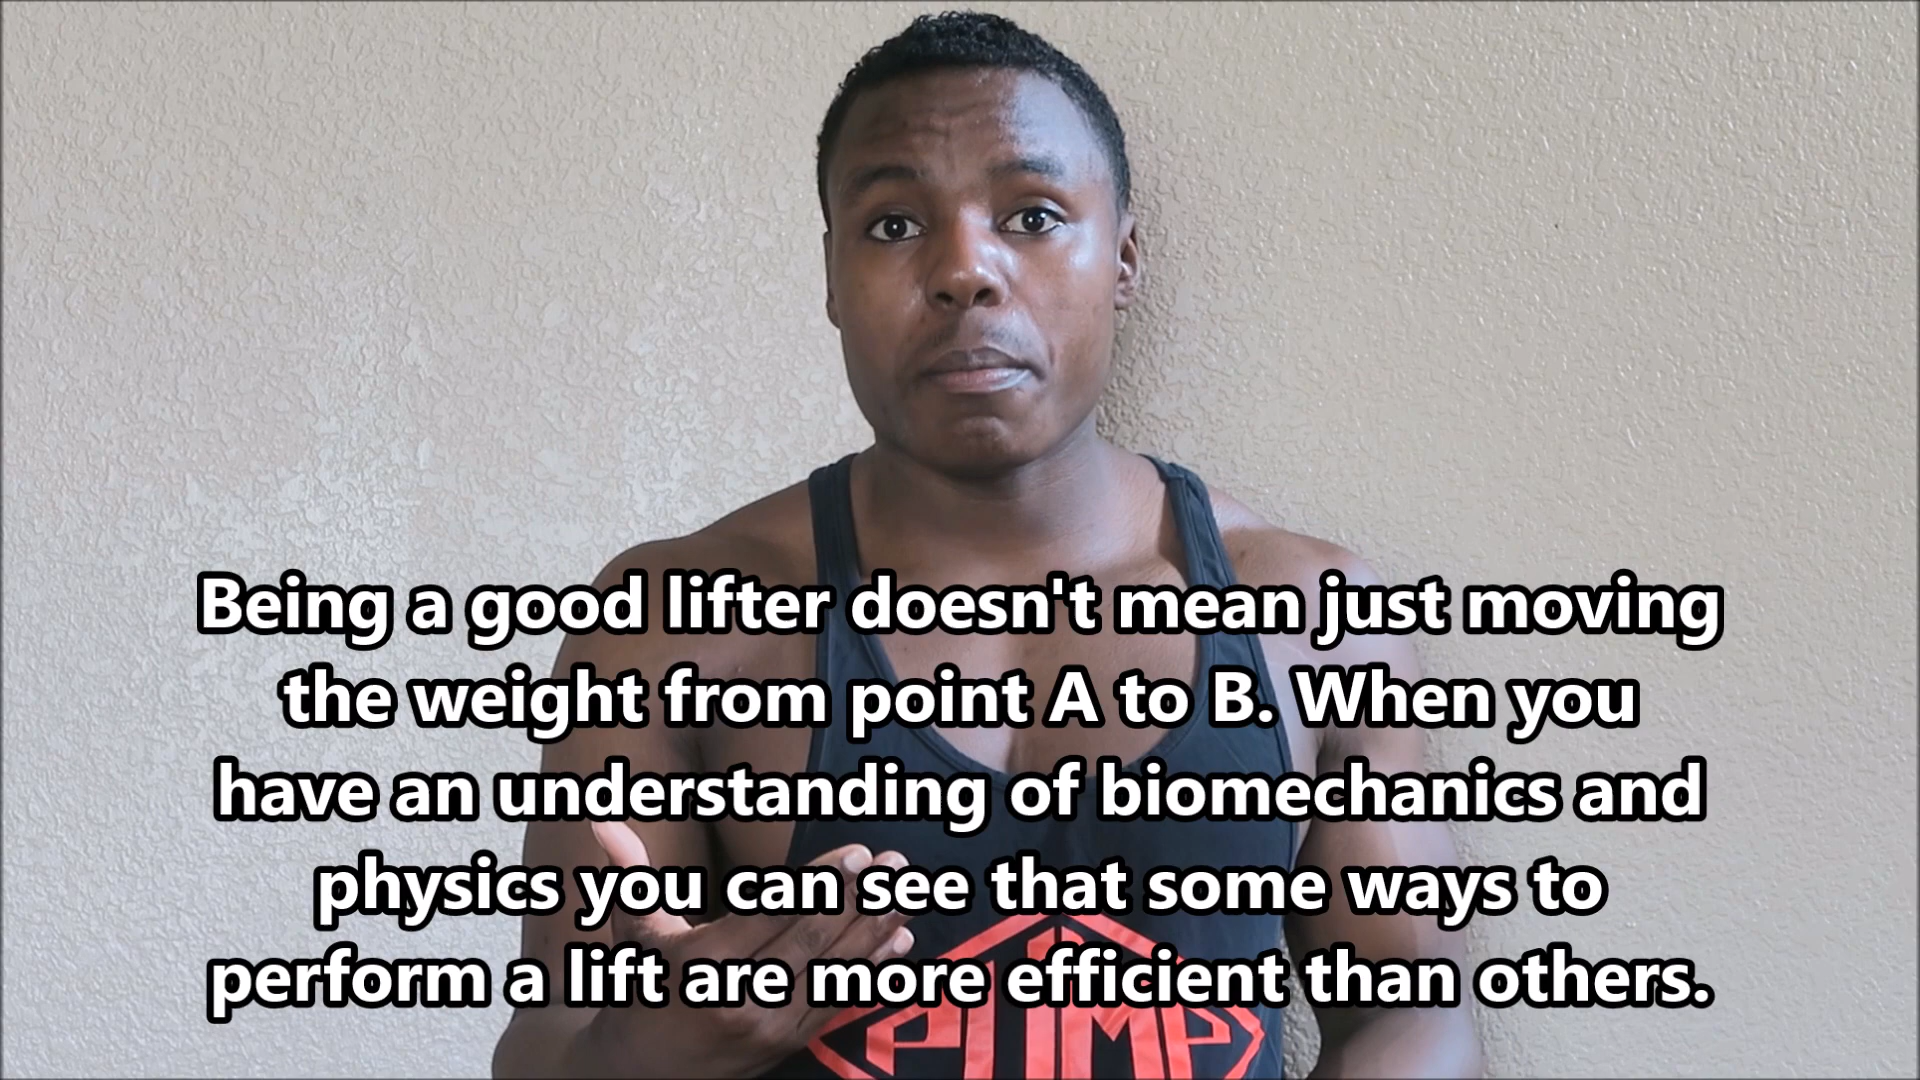 Being a good lifter doesn't mean just moving
the weight from point A to B. When you
have an understanding of biomechanics and
physics you can see that some ways to
perform a lift are more efficient than others.
PUMP